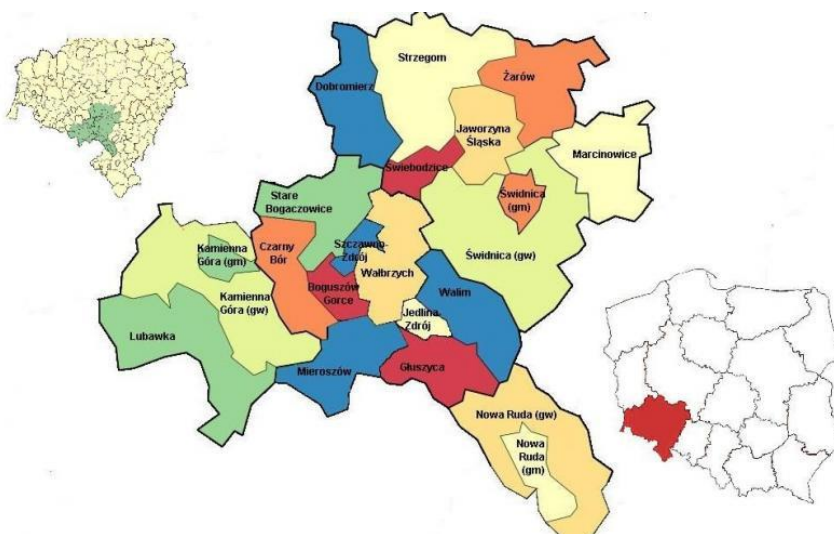 Strzegom
Żarów
Dobromierz
Jaworzyna
Śląska
Marcinowice
Świebodzice
Świdnica
(gm)
Stare
Bogaczowice
Kamienna
Góra (gm)
Czarny
Bór
Szczawno-
Zdrój
Wałbrzych
Świdnica (gw)
Boguszów
Gorce
Walim
Kamienna
Góra (gw)
Jedlina
Zdrój
Lubawka
Mieroszów
Głuszyca
Nowa Ruda (gw)
Nowa
Ruda
(gm)